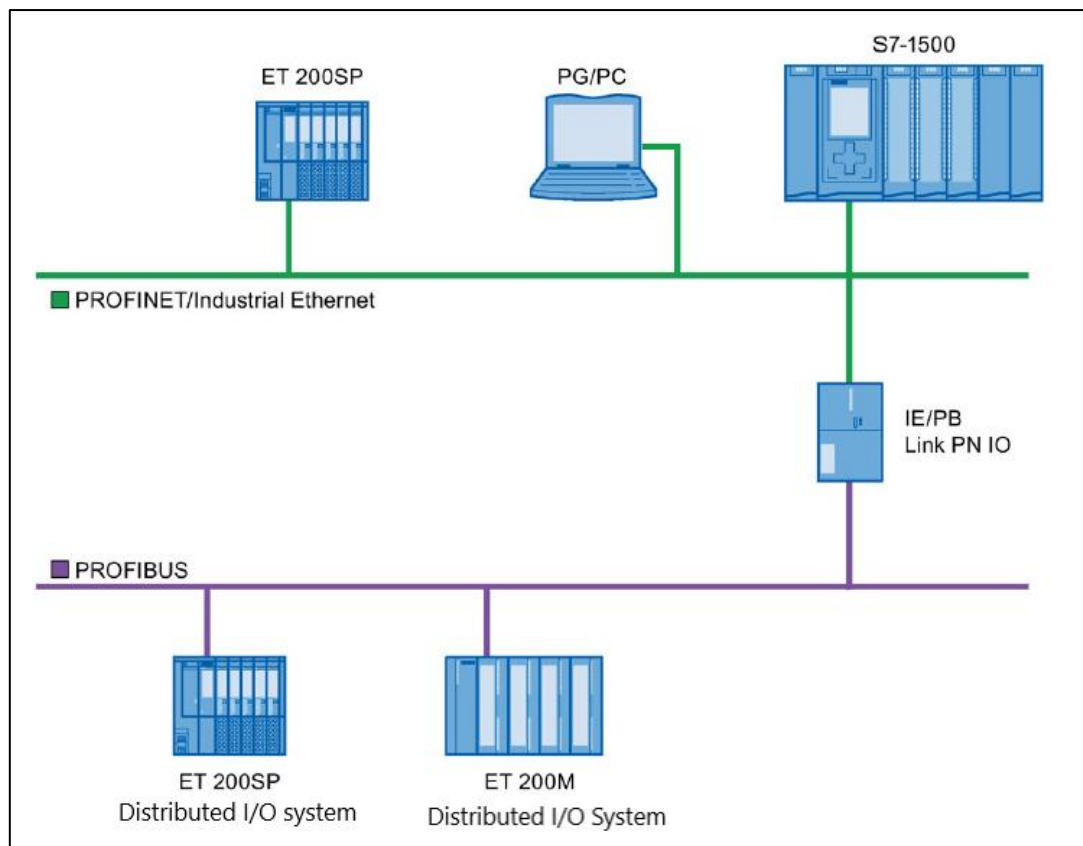 S7-1500
ET 200SP
PG/PC
PROFINET/Industrial Ethernet
IE/PB
Link PN IO
PROFIBUS
ET 200SP
Distributed I/O system
ET 200M
Distributed I/O System